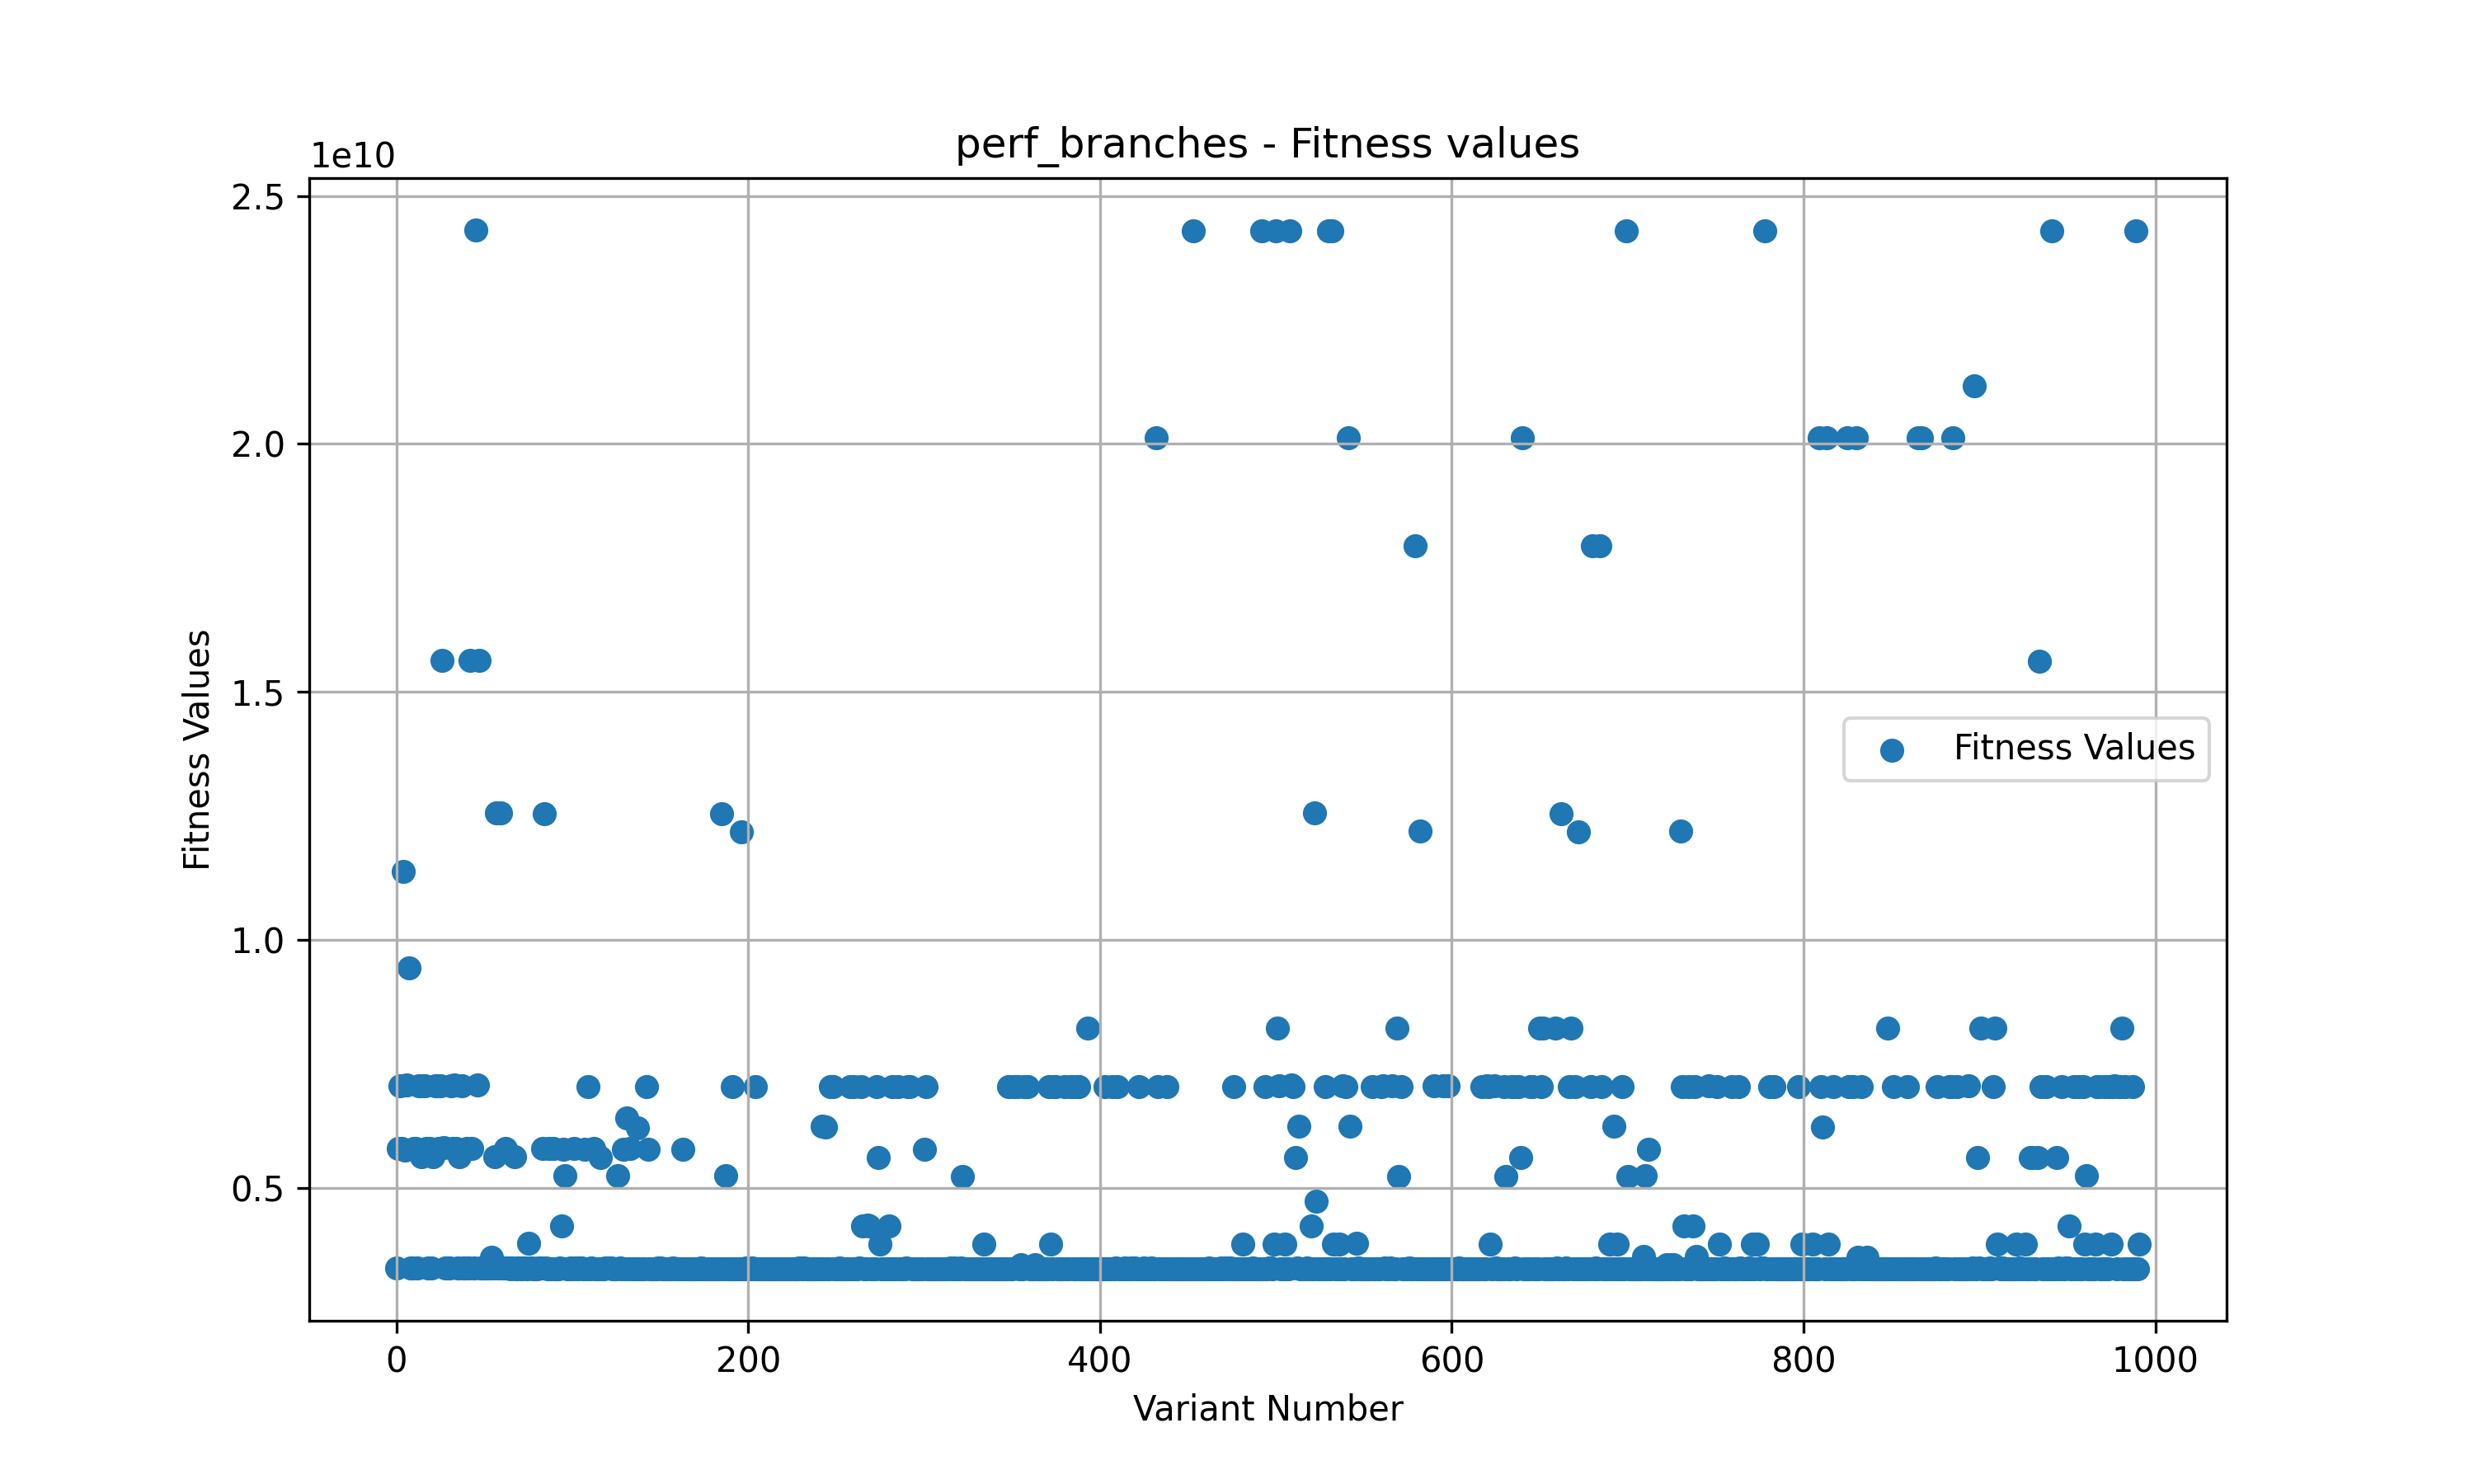 perf_branches - Fitness values
1e10
2.5
2.0
1.5
1.0
0.5
Fitness Values
Fitness Values
0 200 400 600 800 1000
Variant Number